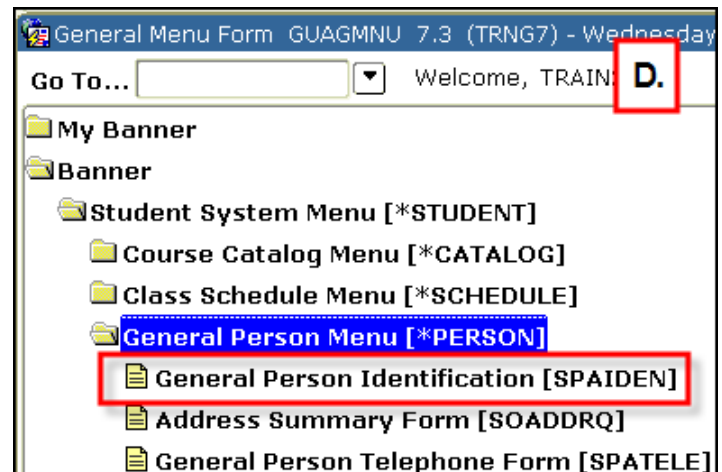 General Menu Form GUAGMNU 7.3 (TRNG7) - Wednesday
Go To... Welcome, TRAIN D.
My Banner
Banner
Student System Menu [*STUDENT]
Course Catalog Menu [*CATALOG]
Class Schedule Menu [*SCHEDULE]
General Person Menu [*PERSON]
General Person Identification [SPAIDEN]
Address Summary Form [SOADDRQ]
General Person Telephone Form [SPATELE]